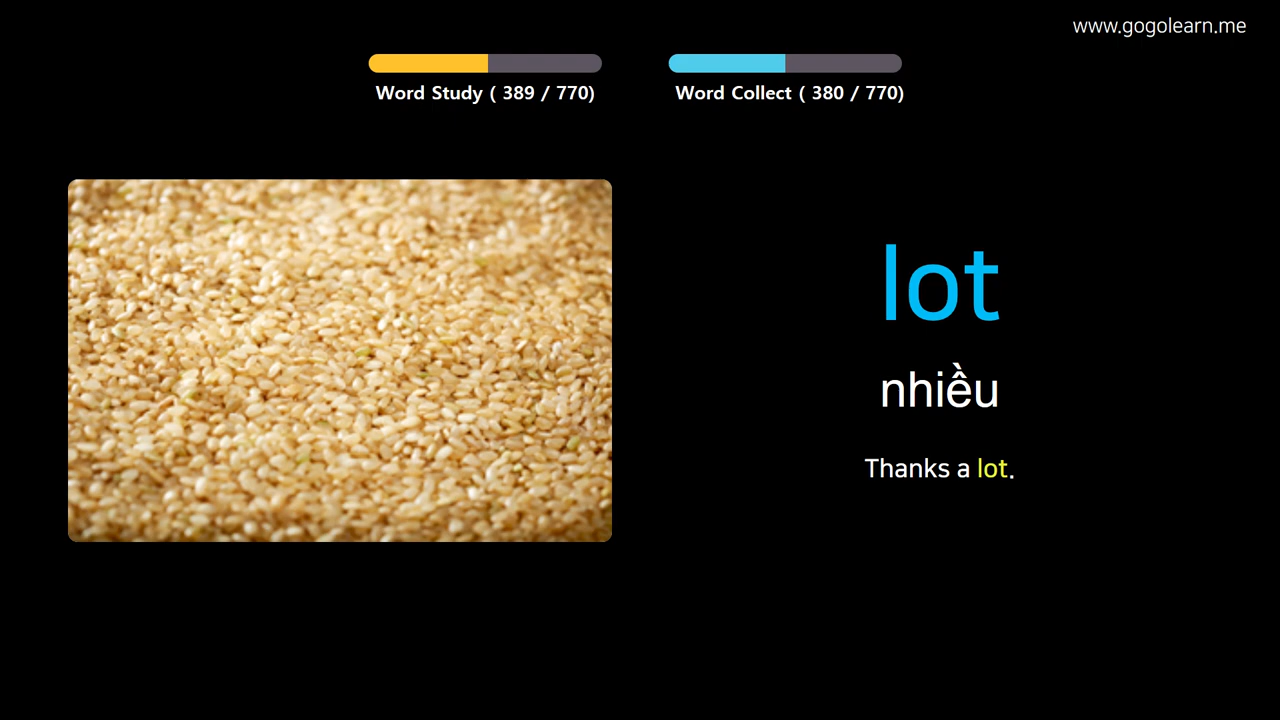 www.gogolearn.me
Word Study ( 389 / 770)
Word Collect ( 380 / 770)
lot
nhiều
Thanks a lot.